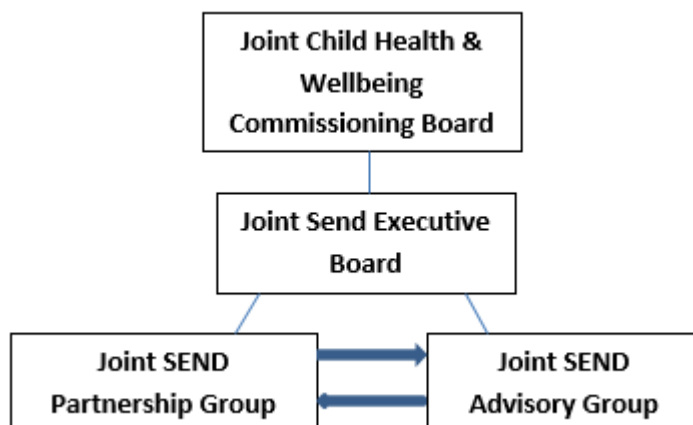 Joint Child Health &
Wellbeing
Commissioning Board
Joint Send Executive
Board
Joint SEND
Partnership Group
Joint SEND
Advisory Group